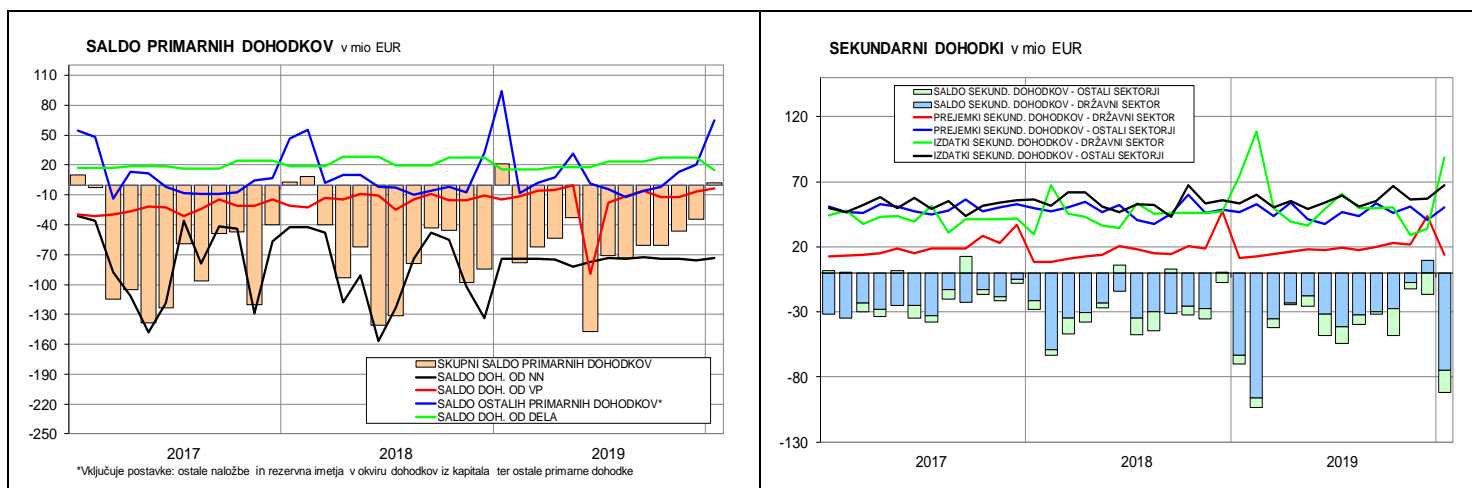 SALDO PRIMARNIH DOHODKOV v mio EUR
110
80
50
20
-10
-40
-70
-100
-130
-160
-190
-220
-250
SKUPNI SALDO PRIMARNIH DOHODKOV
SALDO DOH. OD NN
SALDO DOH. OD VP
SALDO OSTALIH PRIMARNIH DOHODKOV*
SALDO DOH. OD DELA
2017
2018
2019
*Vključuje postavke: ostale naložbe in rezervna imetja v okviru dohodkov iz kapitala ter ostale primarne dohodke
SEKUNDARNI DOHODKI v mio EUR
SALDO SEKUND. DOHODKOV - OSTALI SEKTORJI
SALDO SEKUND. DOHODKOV - DRŽAVNI SEKTOR
PREJEMKI SEKUND. DOHODKOV - DRŽAVNI SEKTOR
PREJEMKI SEKUND. DOHODKOV - OSTALI SEKTORJI
IZDATKI SEKUND. DOHODKOV - DRŽAVNI SEKTOR
IZDATKI SEKUND. DOHODKOV - OSTALI SEKTORJI
120
70
20
-30
-80
-130
2017
2018
2019